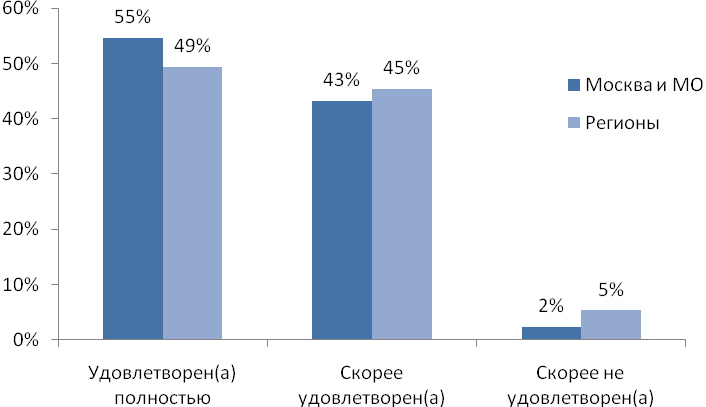 60%
50%
40%
30%
20%
10%
0%
55%
49%
43%
45%
2%
5%
Удовлетворен(а)
полностью
Скорее
удовлетворен(а)
Скорее не
удовлетворен(а)
Москва и МО
Регионы